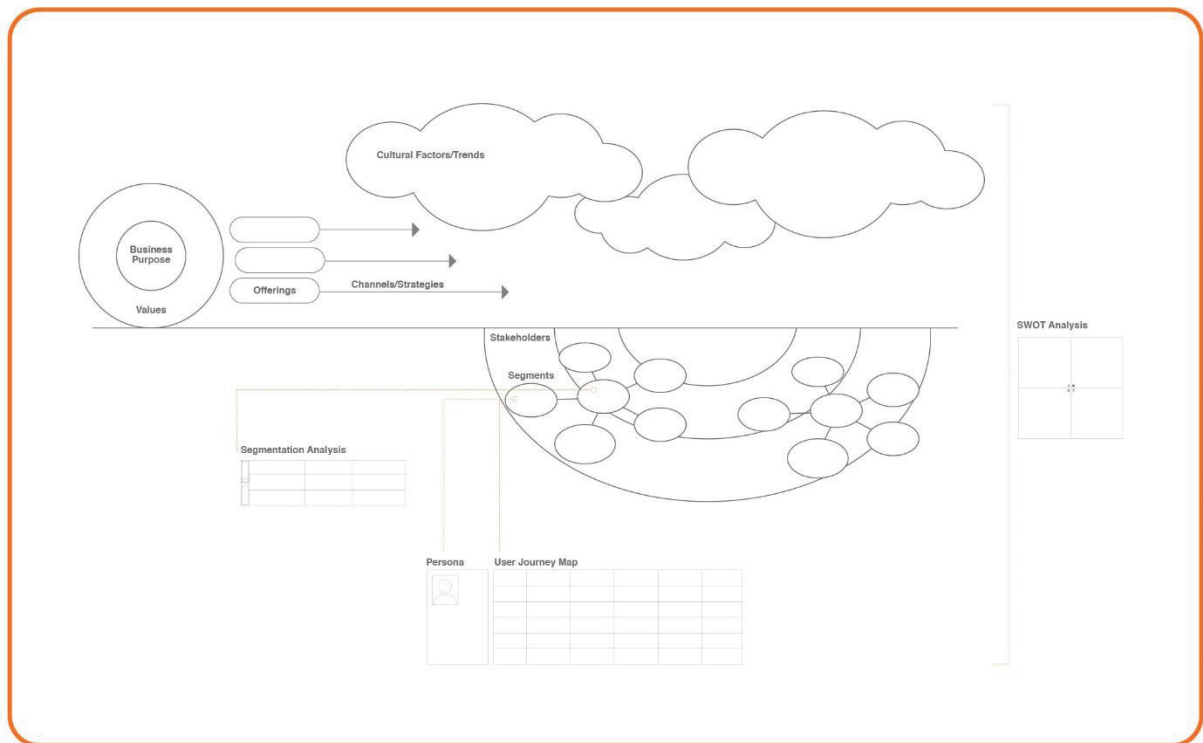 Cultural Factors/Trends
Business
Purpose
Values
Offerings
Channels/Strategies
Stakeholders
Segments
SWOT Analysis
Segmentation Analysis
Persona
User Journey Map